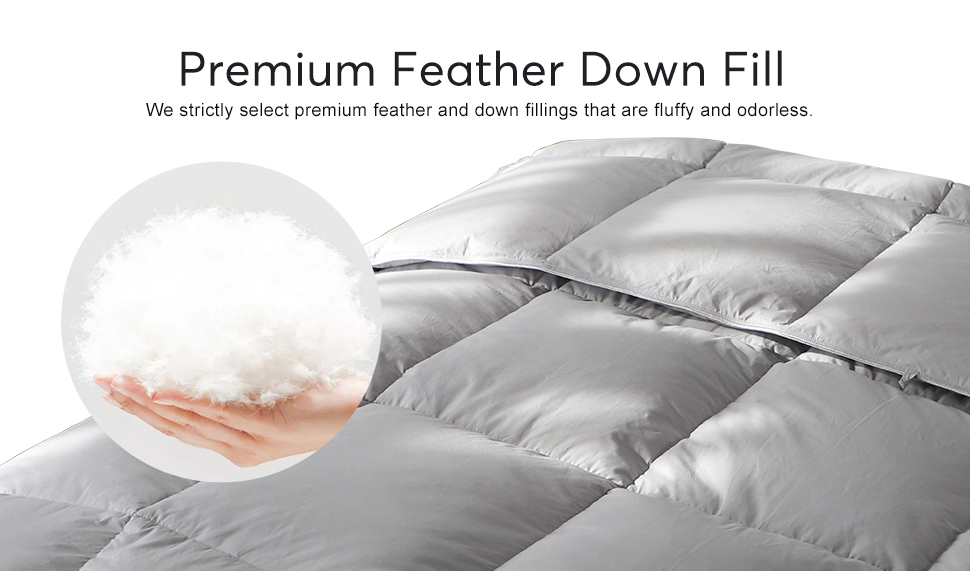 Premium Feather Down Fill
We strictly select premium feather and down fillings that are fluffy and odorless.